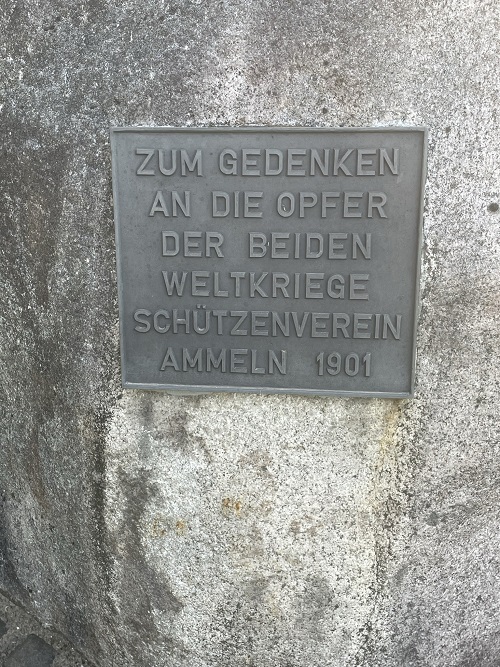 ZUM GEDENKEN
AN DIE OPFER
DER BEIDEN
WELTKRIEGE
SCHÜTZENVEREIN
AMMELN 1901